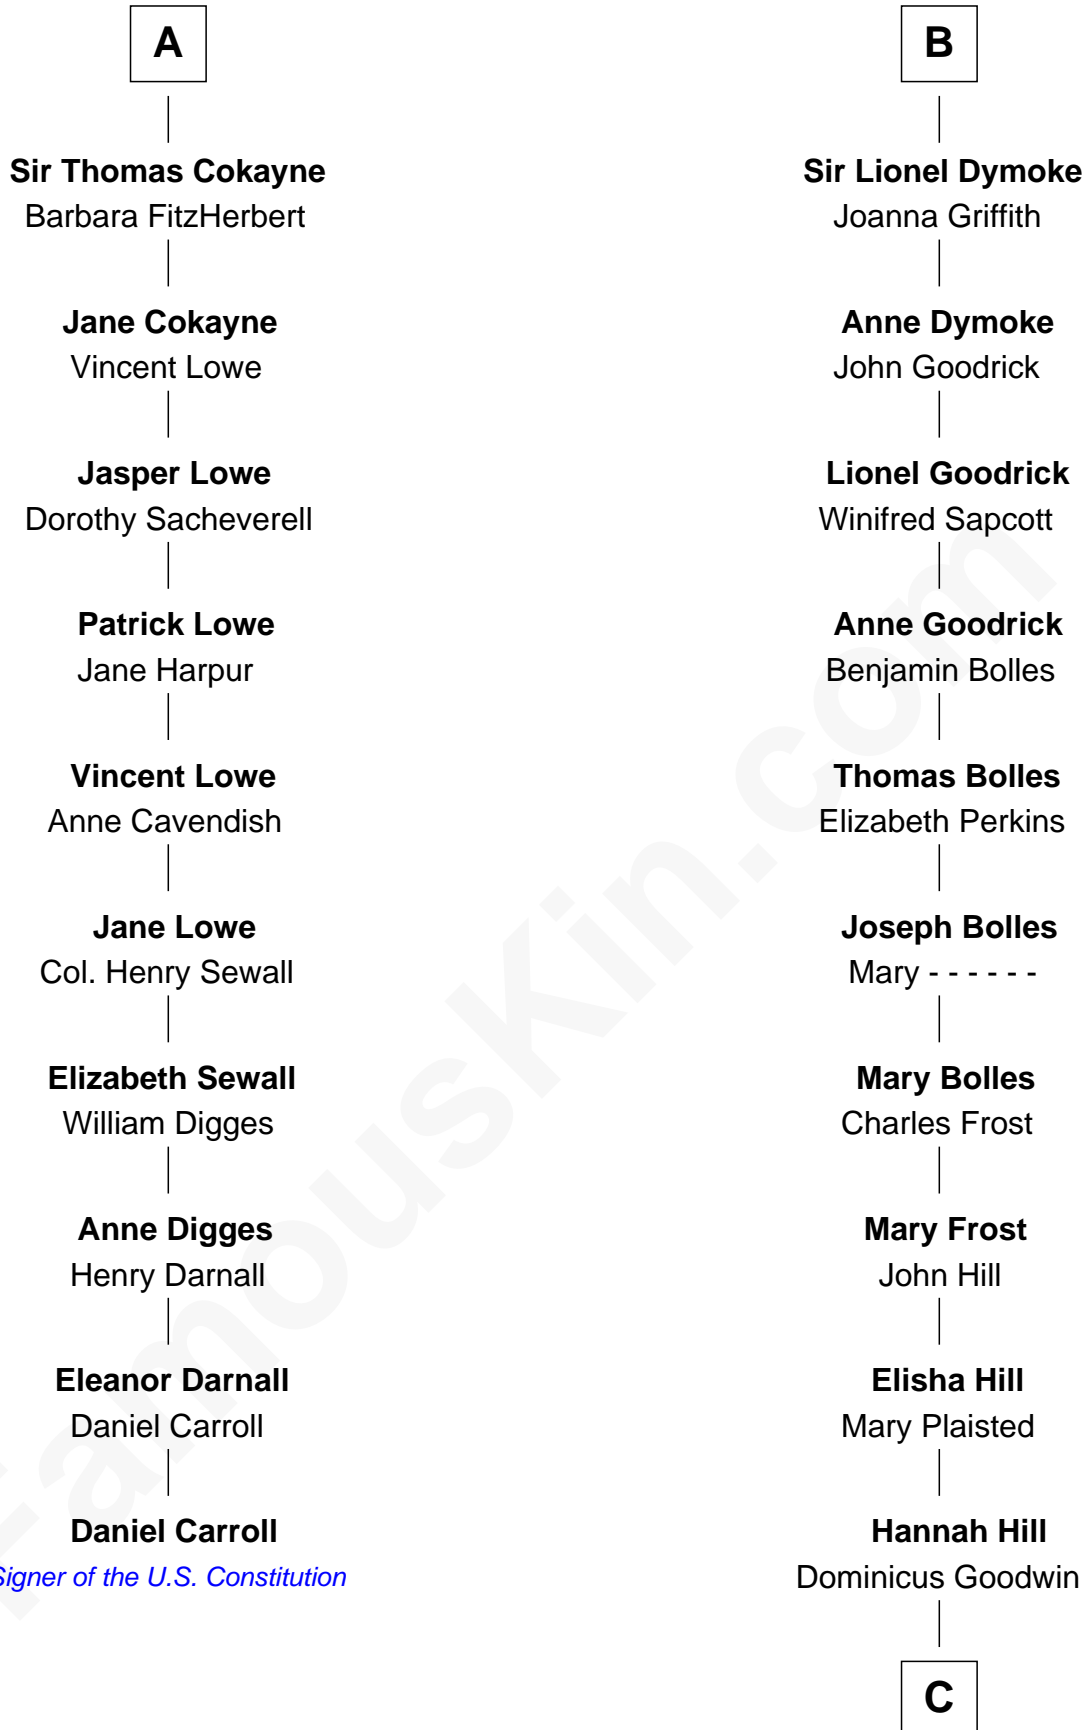 A
Sir Thomas Cokayne
Barbara FitzHerbert
Jane Cokayne
Vincent Lowe
Jasper Lowe
Dorothy Sacheverell
Patrick Lowe
Jane Harpur
Vincent Lowe
Anne Cavendish
Jane Lowe
Col. Henry Sewall
Elizabeth Sewall
William Digges
Anne Digges
Henry Darnall
Eleanor Darnall
Daniel Carroll
Daniel Carroll
Signer of the U.S. Constitution
B
Sir Lionel Dymoke
Joanna Griffith
Anne Dymoke
John Goodrick
Lionel Goodrick
Winifred Sapcott
Anne Goodrick
Benjamin Bolles
Thomas Bolles
Elizabeth Perkins
Joseph Bolles
Mary - - - - - -
Mary Bolles
Charles Frost
Mary Frost
John Hill
Elisha Hill
Mary Plaisted
Hannah Hill
Dominicus Goodwin
C
FamousKin.com